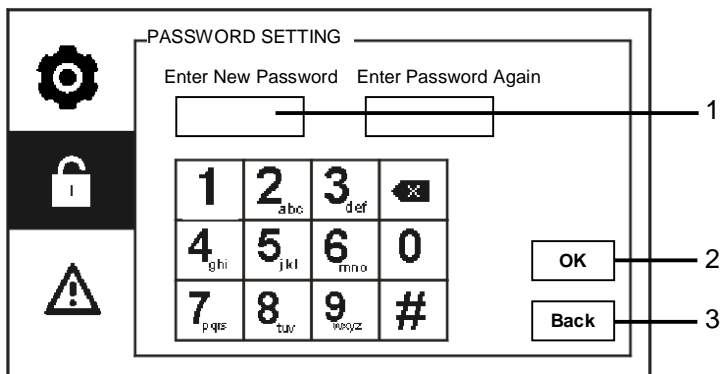 PASSWORD SETTING
Enter New Password Enter Password Again
1
1 2abc 3def X
4ghi 5jkl 6mno 0
7pqrs 8tuv 9wxyz #
OK 2
Back 3